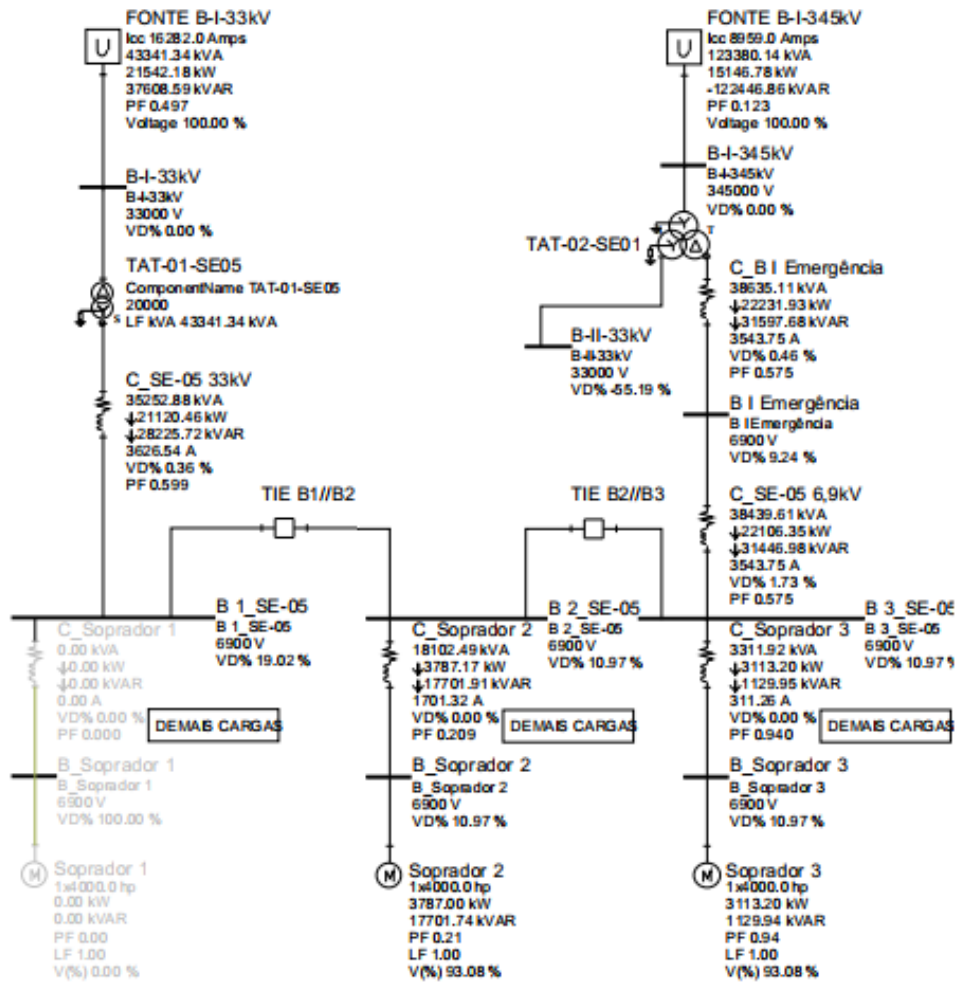 FONTE B-I-33kV
Icc 16282.0 Amps
43341.34 kVA
21542.18 kW
37608.59 kVAR
PF 0.497
Voltage 100.00 %
B-I-33kV
B-I-33kV
33000 V
VD% 0.00 %
TAT-01-SE05
ComponentName TAT-01-SE05
20000
LF kVA 43341.34 kVA
S
C_SE-05 33kV
35252.88 kVA
↓21120.46 kW
↓28225.72 kVAR
3626.54 A
VD% 0.36 %
PF 0.599
FONTE B-I-345kV
Icc 8959.0 Amps
123380.14 kVA
15146.78 kW
-122446.86 kVAR
PF 0.123
Voltage 100.00 %
B-I-345kV
B-I-345kV
345000 V
VD% 0.00 %
TAT-02-SE01
T
B-II-33kV
B-II-33kV
33000 V
VD% -55.19 %
C_B I Emergência
38635.11 kVA
↓22231.93 kW
↓31597.68 kVAR
3543.75 A
VD% 0.46 %
PF 0.575
B I Emergência
B I Emergência
6900 V
VD% 9.24 %
C_SE-05 6,9kV
38439.61 kVA
↓22106.35 kW
↓31446.98 kVAR
3543.75 A
VD% 1.73 %
PF 0.575
TIE B1//B2
TIE B2//B3
B 1_SE-05
B 1_SE-05
6900 V
VD% 19.02 %
B 2_SE-05
B 2_SE-05
6900 V
VD% 10.97 %
B 3_SE-05
B 3_SE-05
6900 V
VD% 10.97 %
C_Soprador 1
0.00 kVA
↓0.00 kW
↓0.00 kVAR
0.00 A
VD% 0.00 %
PF 0.000
DEMAIS CARGAS
B_Soprador 1
B_Soprador 1
6900 V
VD% 100.00 %
M
Soprador 1
1x4000.0 hp
0.00 kW
0.00 kVAR
PF 0.00
LF 1.00
V(%) 0.00 %
C_Soprador 2
18102.49 kVA
↓3787.17 kW
↓17701.91 kVAR
1701.32 A
VD% 0.00 %
PF 0.209
DEMAIS CARGAS
B_Soprador 2
B_Soprador 2
6900 V
VD% 10.97 %
M
Soprador 2
1x4000.0 hp
3787.00 kW
17701.74 kVAR
PF 0.21
LF 1.00
V(%) 93.08 %
C_Soprador 3
3311.92 kVA
↓3113.20 kW
↓1129.95 kVAR
311.26 A
VD% 0.00 %
PF 0.940
DEMAIS CARGAS
B_Soprador 3
B_Soprador 3
6900 V
VD% 10.97 %
M
Soprador 3
1x4000.0 hp
3113.20 kW
1129.94 kVAR
PF 0.94
LF 1.00
V(%) 93.08 %